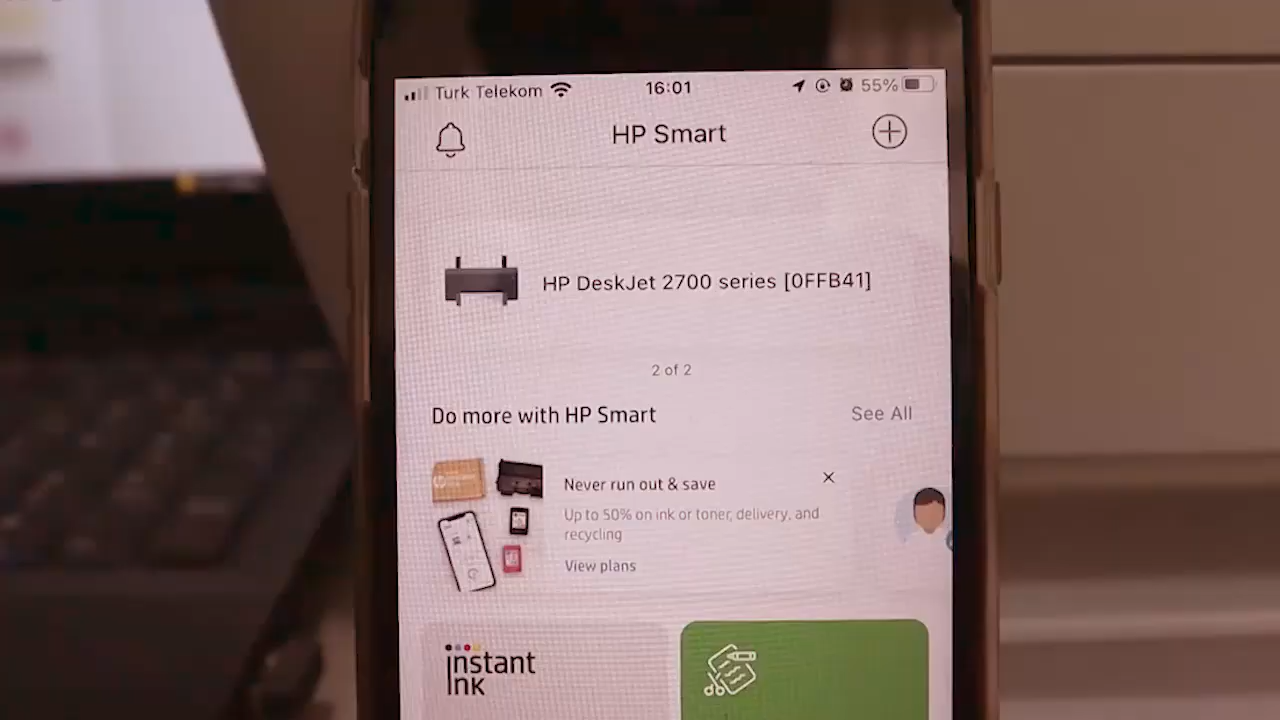 Turk Telekom 16:01 55%
HP Smart
HP DeskJet 2700 series [0FFB41]
2 of 2
Do more with HP Smart See All
Never run out & save
Up to 50% on ink or toner, delivery, and
recycling
View plans
instant
ınk